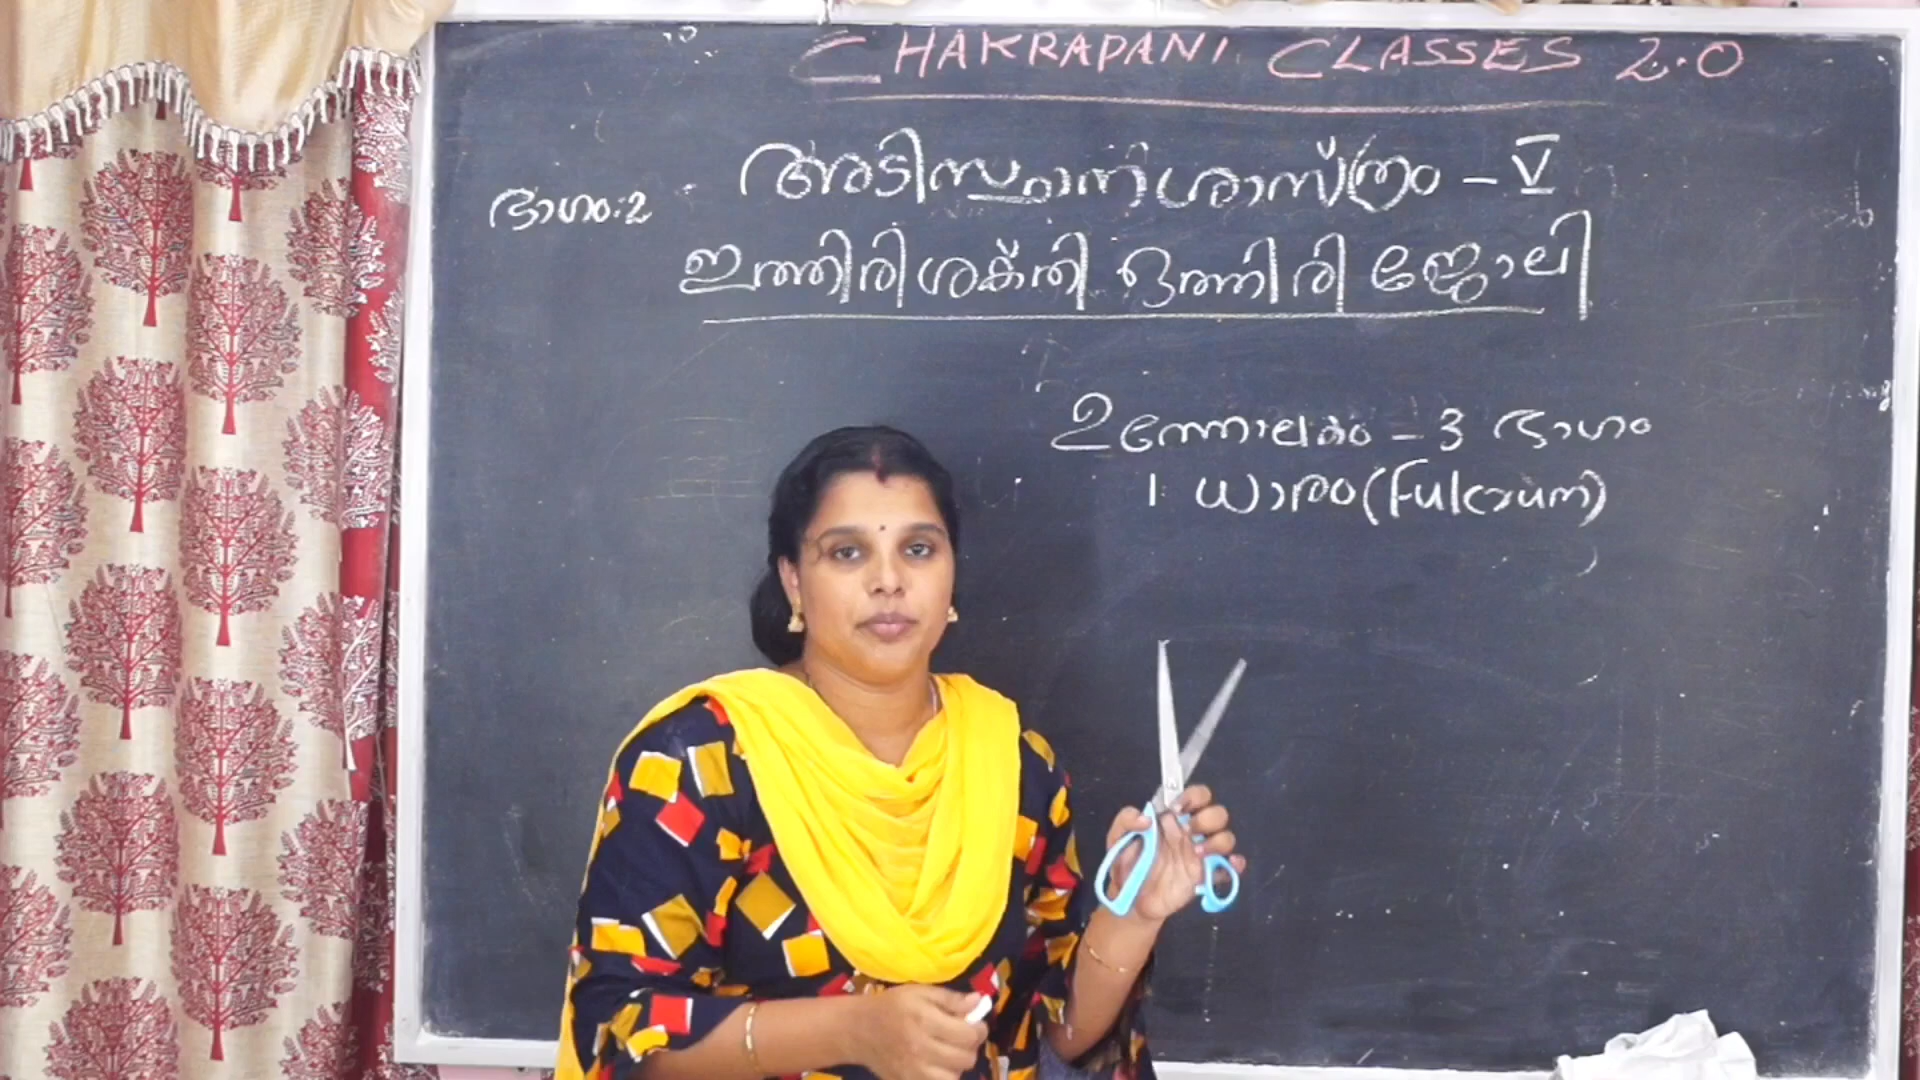 CHAKRAPANI CLASSES 2.0
അടിസ്ഥാനശാസ്ത്രം - V
ഭാഗം:2
ഇത്തിരിശക്തി ഒത്തിരി ജോലി
ഉത്തോലകം - 3 ഭാഗം
1 ധാരം (Fulcrum)